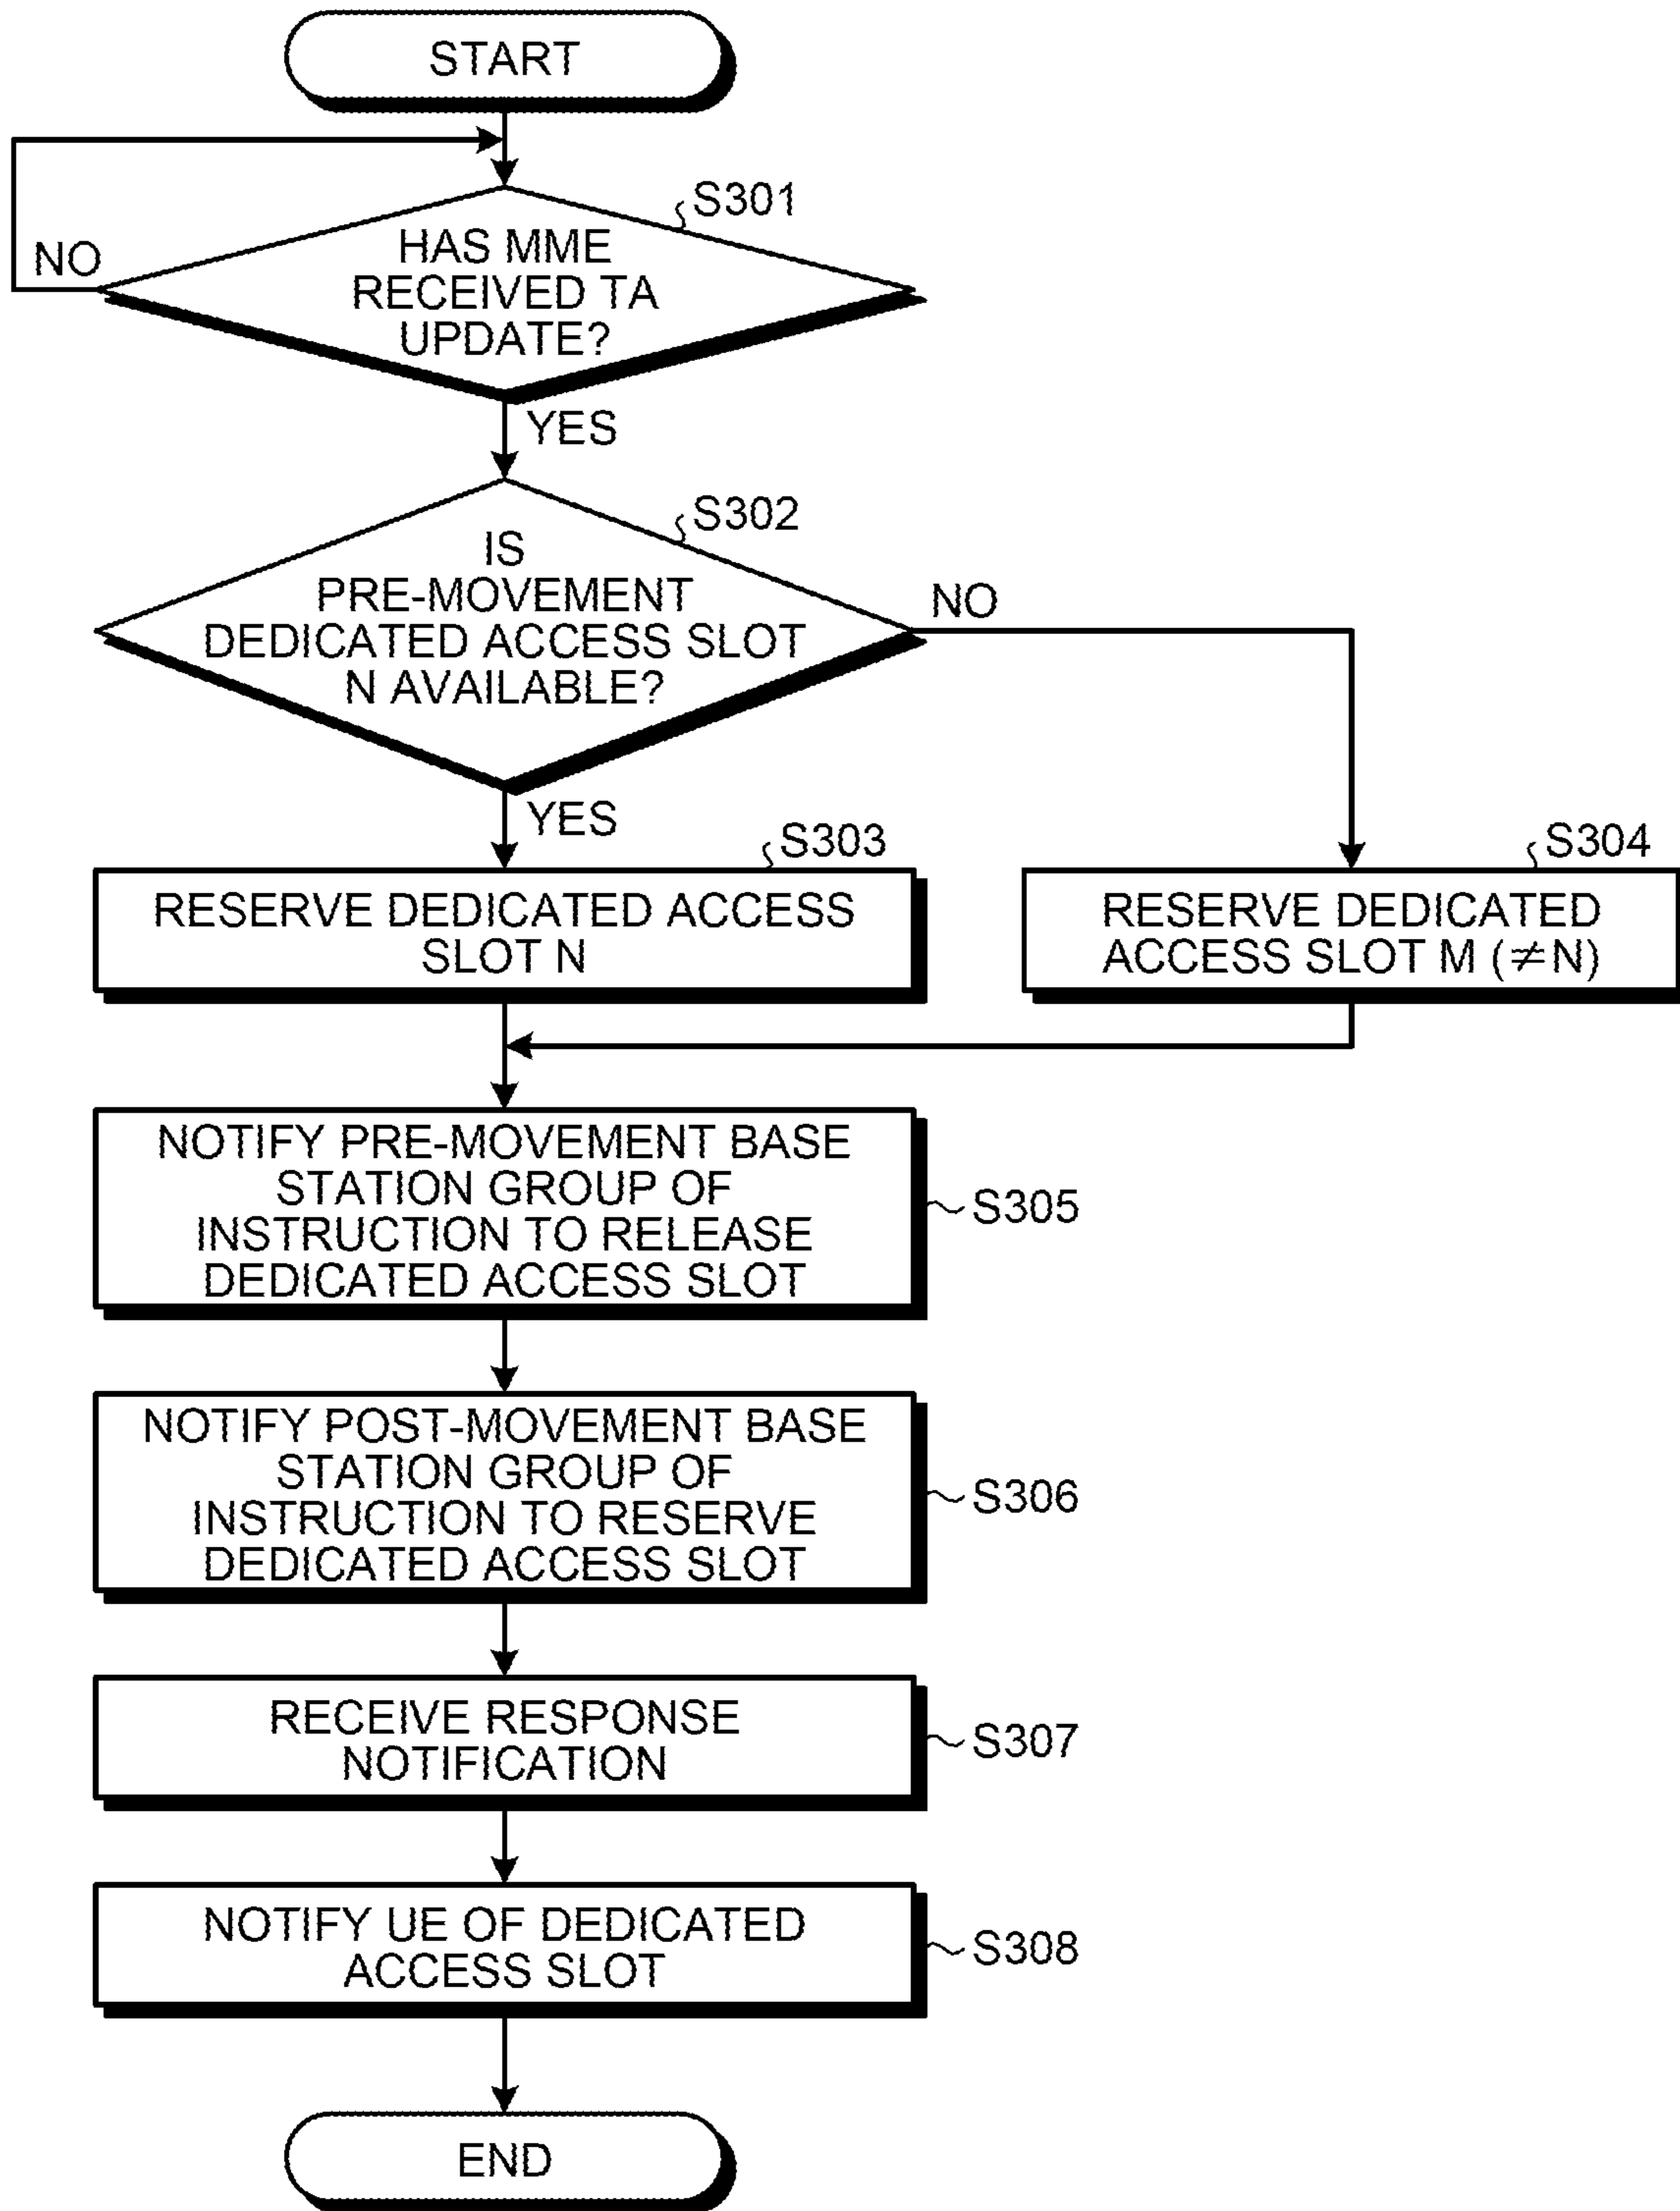 START
S301
NO
HAS MME
RECEIVED TA
UPDATE?
YES
S302
IS
PRE-MOVEMENT
DEDICATED ACCESS SLOT
N AVAILABLE?
NO
YES
S303
RESERVE DEDICATED ACCESS
SLOT N
S304
RESERVE DEDICATED
ACCESS SLOT M (≠N)
NOTIFY PRE-MOVEMENT BASE
STATION GROUP OF
INSTRUCTION TO RELEASE
DEDICATED ACCESS SLOT
S305
NOTIFY POST-MOVEMENT BASE
STATION GROUP OF
INSTRUCTION TO RESERVE
DEDICATED ACCESS SLOT
S306
RECEIVE RESPONSE
NOTIFICATION
S307
NOTIFY UE OF DEDICATED
ACCESS SLOT
S308
END